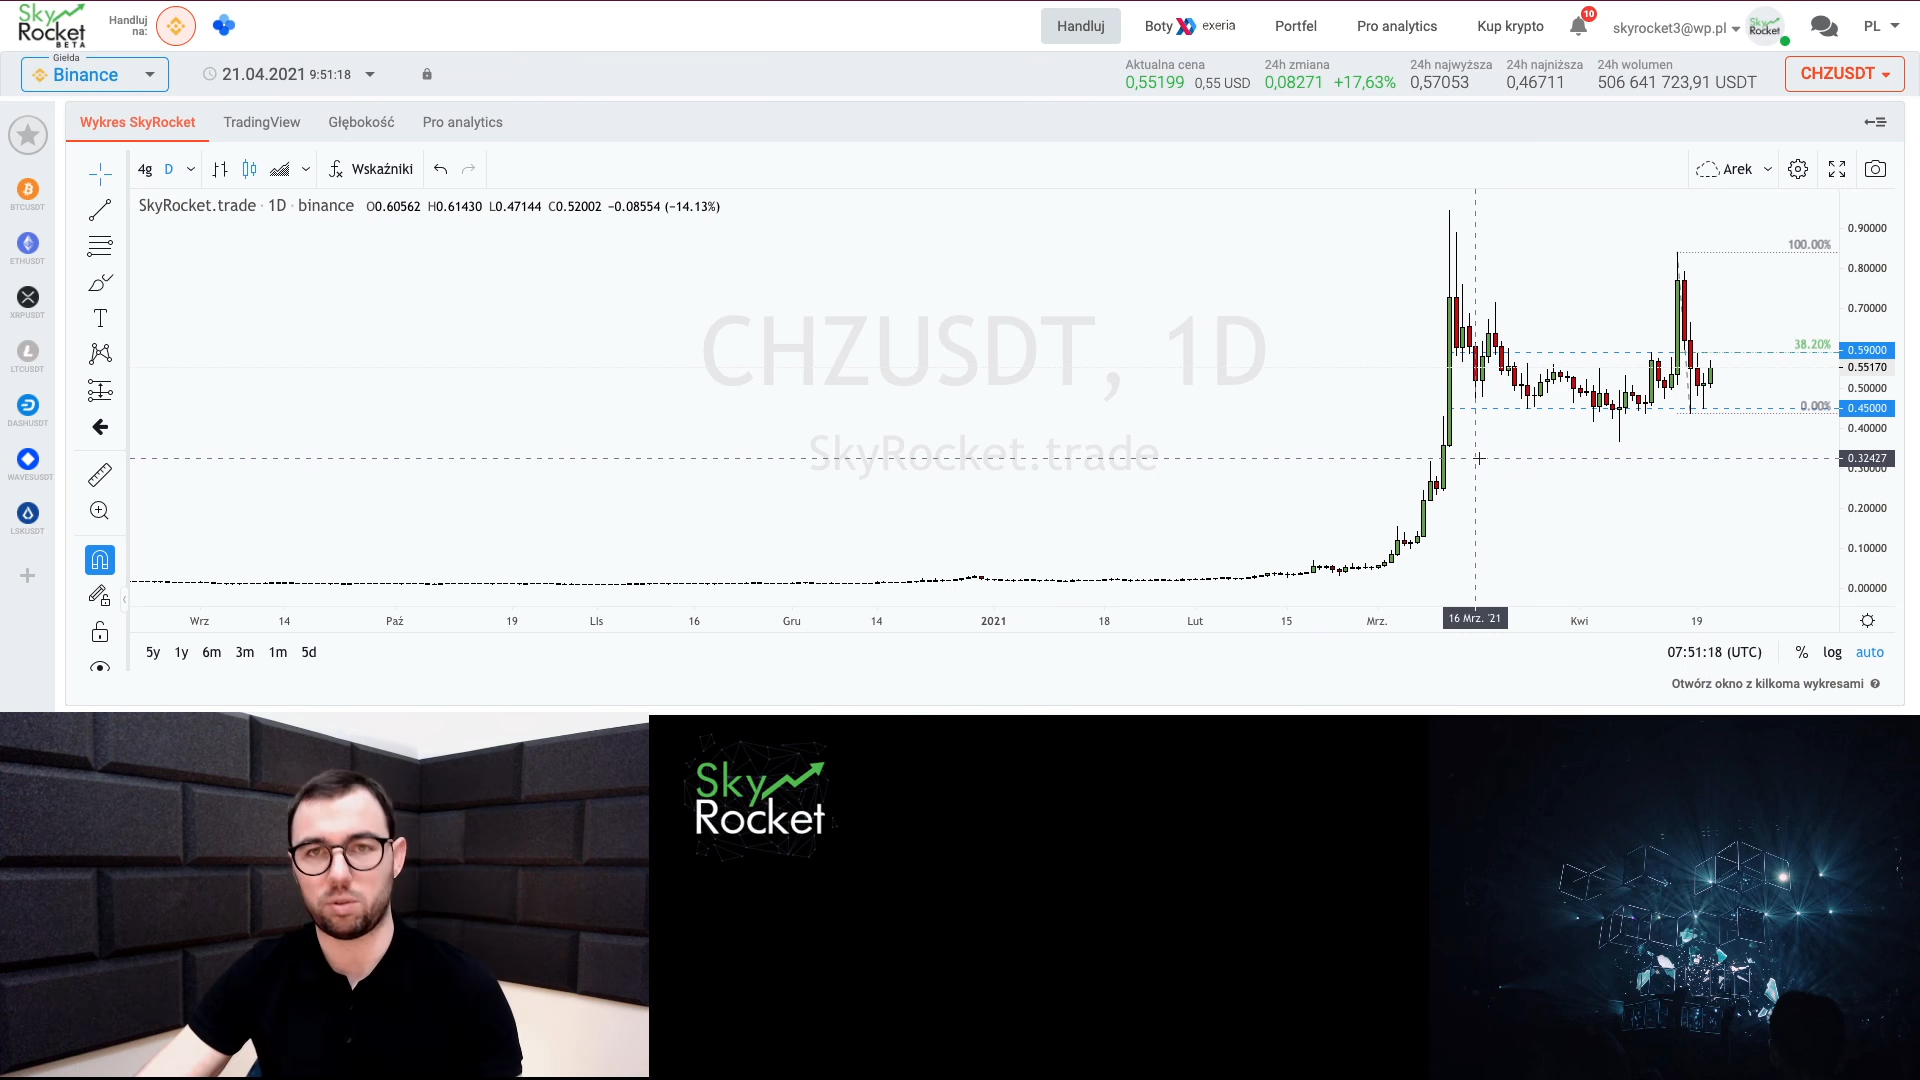 Sky
Rocket
BETA
Handluj
na:
Handluj
Boty exeria
Portfel
Pro analytics
Kup krypto
10
skyrocket3@wp.pl
Sky
Rocket
PL
Giełda
Binance
21.04.2021 9:51:18
Aktualna cena
0,55199 0,55 USD
24h zmiana
0,08271 +17,63%
24h najwyższa
0,57053
24h najniższa
0,46711
24h wolumen
506 641 723,91 USDT
CHZUSDT
Wykres SkyRocket
TradingView
Głębokość
Pro analytics
BTCUSDT
ETHUSDT
XRPUSDT
LTCUSDT
DASHUSDT
WAVESUSDT
LSKUSDT
4g D
Wskaźniki
Arek
SkyRocket.trade · 1D · binance O0.60562 H0.61430 L0.47144 C0.52002 −0.08554 (−14.13%)
CHZUSDT, 1D
SkyRocket.trade
100.00%
38.20%
0.00%
0.90000
0.80000
0.70000
0.59000
0.55170
0.50000
0.45000
0.40000
0.32427
0.30000
0.20000
0.10000
0.00000
Wrz 14 Paź 19 LIs 16 Gru 14 2021 18 Lut 15 Mrz. 16 Mrz. '21 Kwi 19
5y 1y 6m 3m 1m 5d
07:51:18 (UTC) % log auto
Otwórz okno z kilkoma wykresami
Sky
Rocket